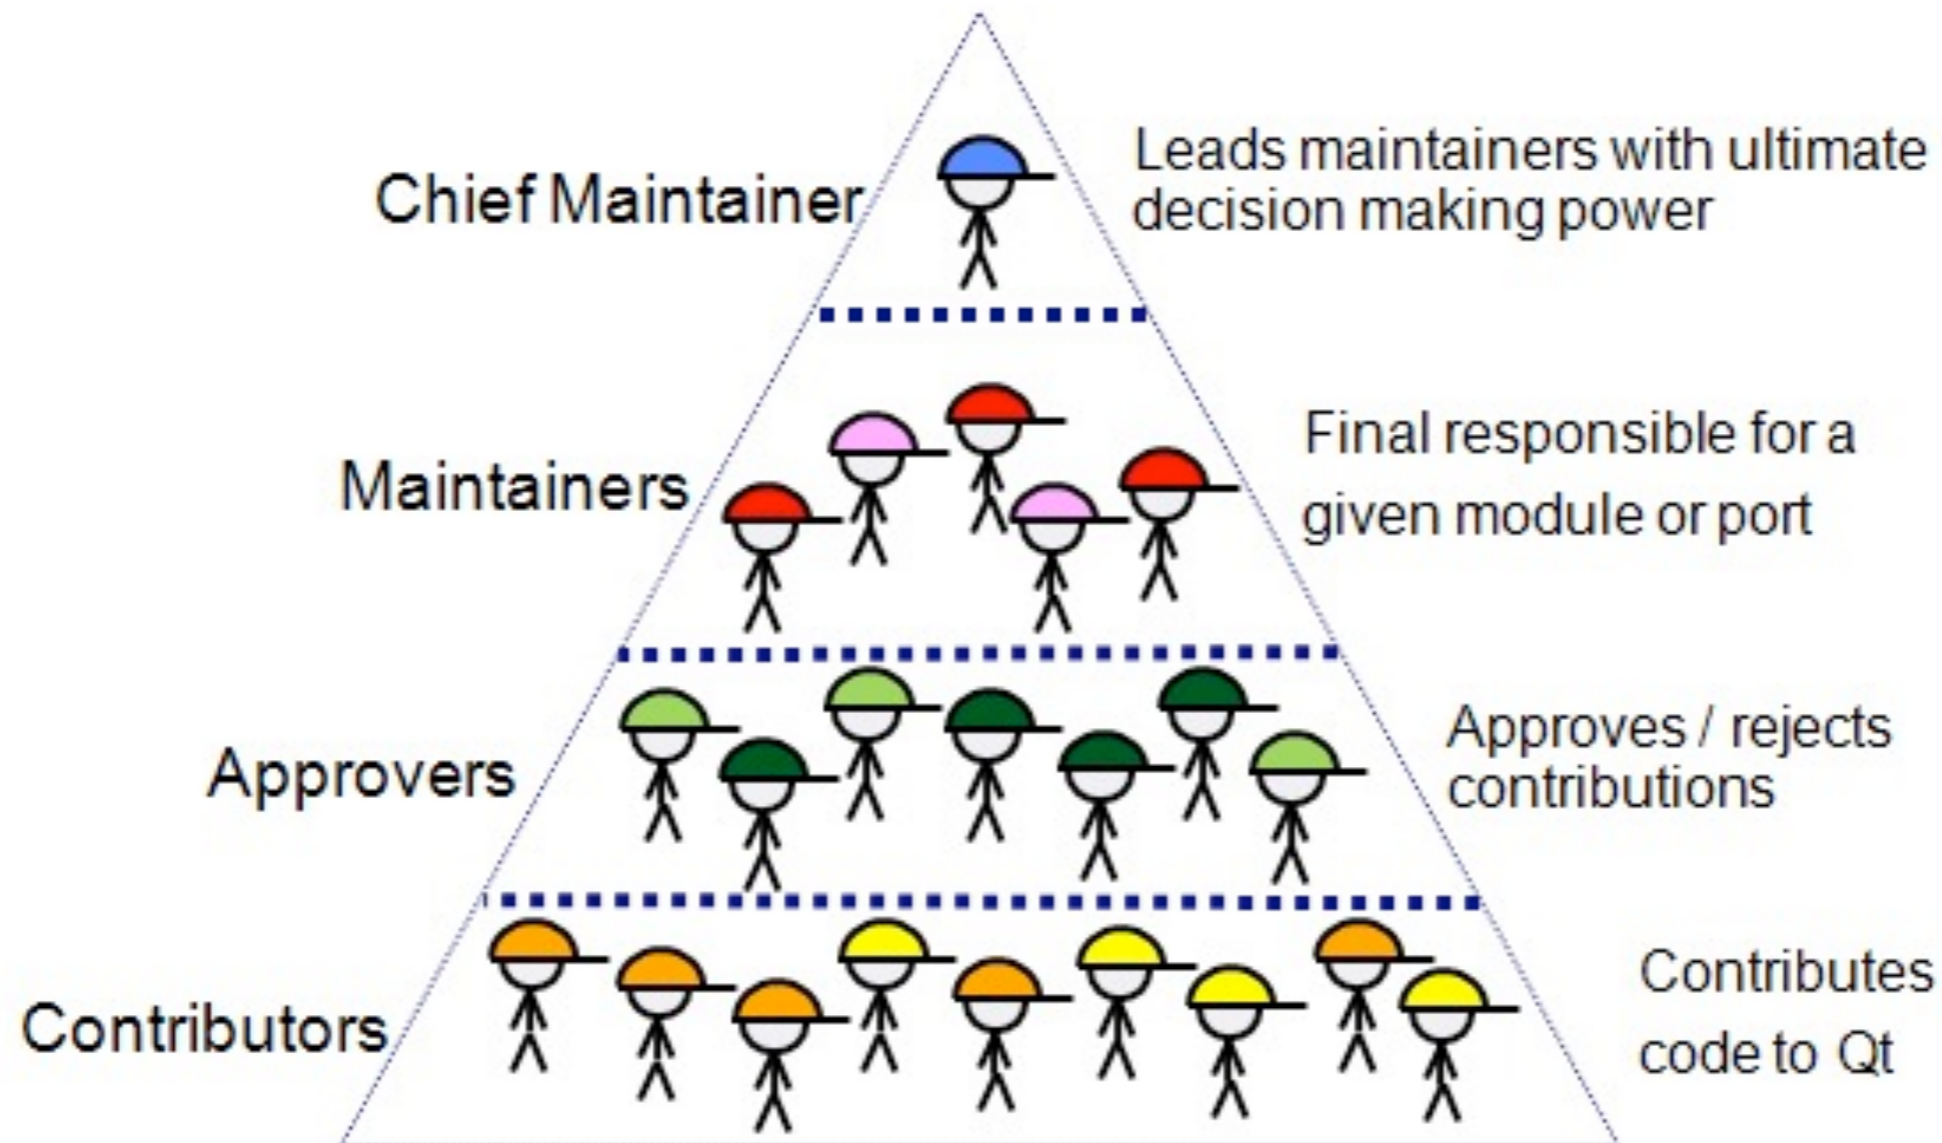 Chief Maintainer
Leads maintainers with ultimate
decision making power
Maintainers
Final responsible for a
given module or port
Approvers
Approves / rejects
contributions
Contributors
Contributes
code to Qt